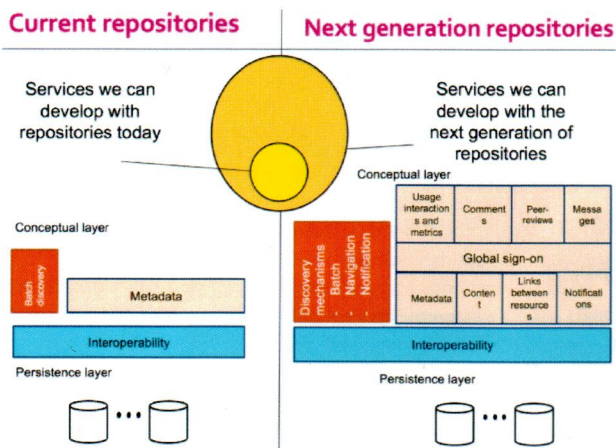 Current repositories
Next generation repositories
Services we can
develop with
repositories today
Services we can
develop with the
next generation of
repositories
Conceptual layer
Batch
discovery
Metadata
Interoperability
Persistence layer
Conceptual layer
Discovery
mechanisms
- Batch
- Navigation
- Notification
Usage
interaction
s and
metrics
Comment
s
Peer-
reviews
Messa
ges
Global sign-on
Metadata
Conten
t
Links
between
resource
s
Notificati
ons
Interoperability
Persistence layer